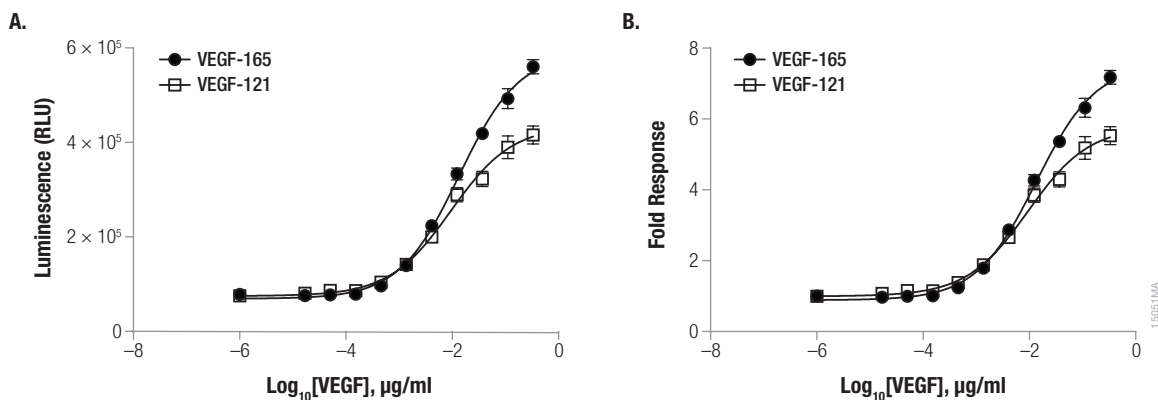 A.
6 × 10⁵
4 × 10⁵
2 × 10⁵
0
Luminescence (RLU)
VEGF-165
VEGF-121
–8 –6 –4 –2 0
Log₁₀[VEGF], µg/ml
B.
8
6
4
2
0
Fold Response
VEGF-165
VEGF-121
–8 –6 –4 –2 0
Log₁₀[VEGF], µg/ml
15051MA